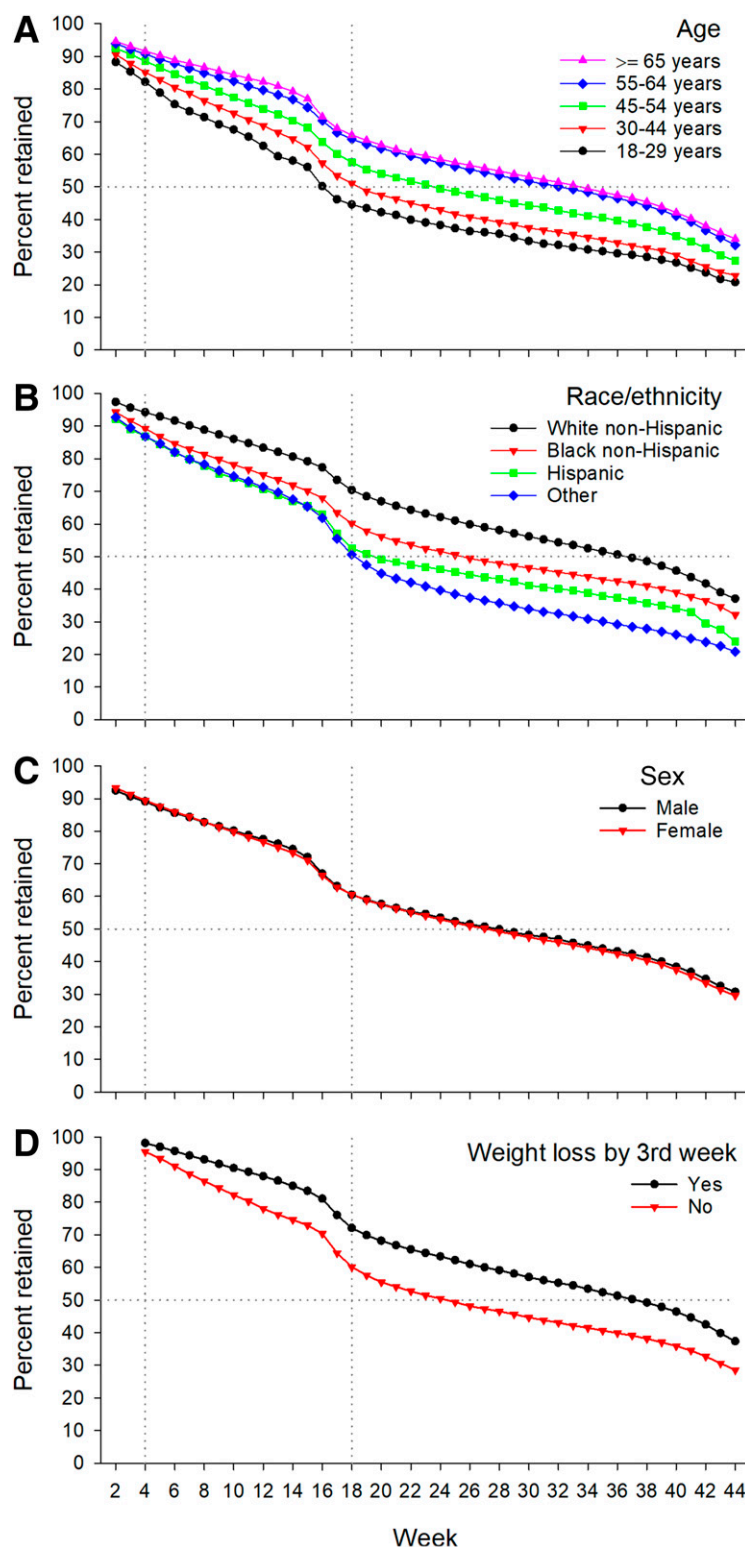 A
Age
>= 65 years
55-64 years
45-54 years
30-44 years
18-29 years
Percent retained
100
90
80
70
60
50
40
30
20
10
0
B
Race/ethnicity
White non-Hispanic
Black non-Hispanic
Hispanic
Other
Percent retained
100
90
80
70
60
50
40
30
20
10
0
C
Sex
Male
Female
Percent retained
100
90
80
70
60
50
40
30
20
10
0
D
Weight loss by 3rd week
Yes
No
Percent retained
100
90
80
70
60
50
40
30
20
10
0
2 4 6 8 10 12 14 16 18 20 22 24 26 28 30 32 34 36 38 40 42 44
Week